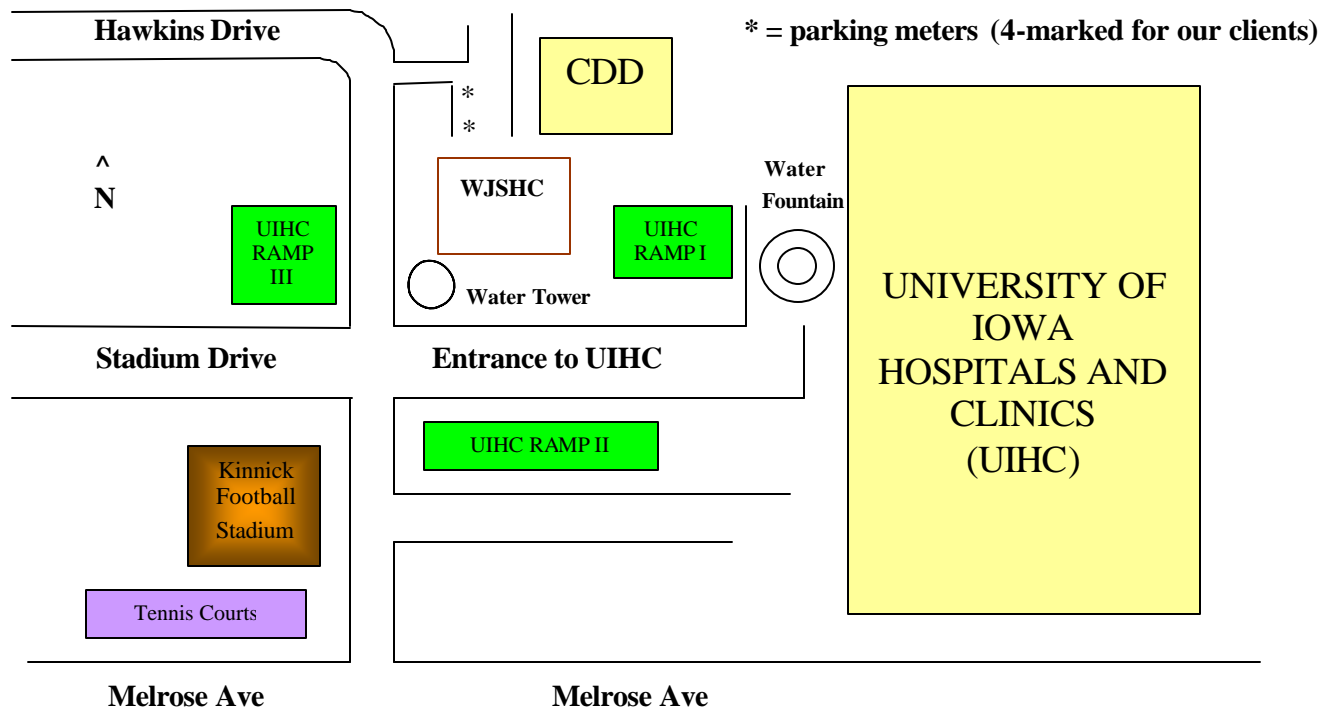 Hawkins Drive
* = parking meters (4-marked for our clients)
CDD
*
*
^
N
WJSHC
Water
Fountain
UIHC
RAMP
III
UIHC
RAMP I
Water Tower
UNIVERSITY OF
IOWA
HOSPITALS AND
CLINICS
(UIHC)
Stadium Drive
Entrance to UIHC
UIHC RAMP II
Kinnick
Football
Stadium
Tennis Courts
Melrose Ave
Melrose Ave